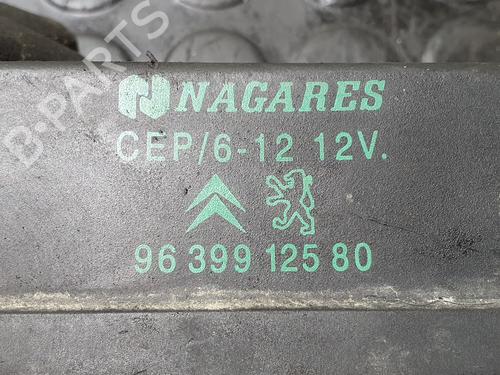 NAGARES
CEP/6-12 12V.
96 399 125 80
B-PARTS